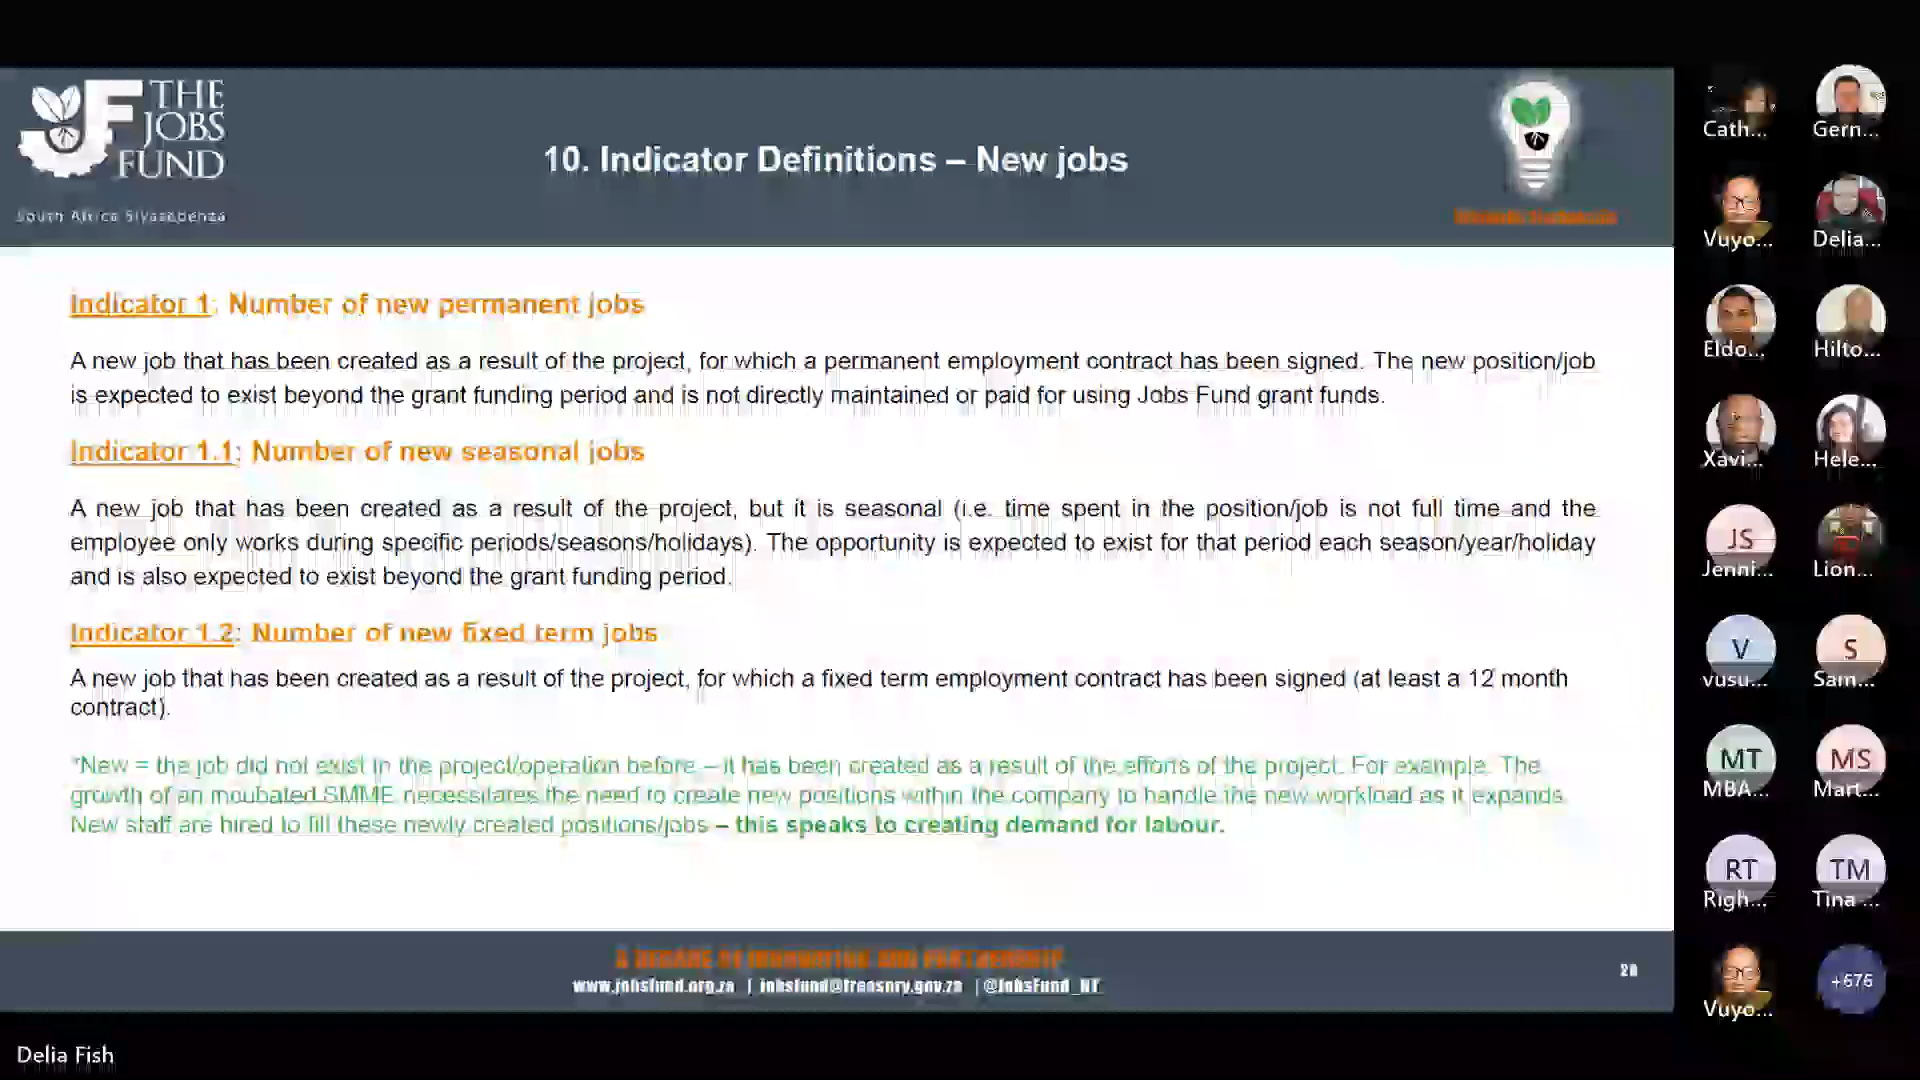 THE
JOBS
FUND
South Africa Siyasebenza
10. Indicator Definitions – New jobs
Indicator 1: Number of new permanent jobs
A new job that has been created as a result of the project, for which a permanent employment contract has been signed. The new position/job
is expected to exist beyond the grant funding period and is not directly maintained or paid for using Jobs Fund grant funds.
Indicator 1.1: Number of new seasonal jobs
A new job that has been created as a result of the project, but it is seasonal (i.e. time spent in the position/job is not full time and the
employee only works during specific periods/seasons/holidays). The opportunity is expected to exist for that period each season/year/holiday
and is also expected to exist beyond the grant funding period.
Indicator 1.2: Number of new fixed term jobs
A new job that has been created as a result of the project, for which a fixed term employment contract has been signed (at least a 12 month
contract).
*New = the job did not exist in the project/operation before – it has been created as a result of the efforts of the project. For example: The
growth of an incubated SMME necessitates the need to create new positions within the company to handle the new workload as it expands.
New staff are hired to fill these newly created positions/jobs – this speaks to creating demand for labour.
A DECADE OF INNOVATION AND PARTNERSHIP
www.jobsfund.org.za | jobsfund@treasury.gov.za | @JobsFund_NT
28
Cath...
Gern...
Vuyo...
Delia...
Eldo...
Hilto...
Xavi...
Hele...
JS
Jenni...
Lion...
V
vusu...
S
Sam...
MT
MBA...
MS
Mart...
RT
Righ...
TM
Tina ...
Vuyo...
+676
Delia Fish